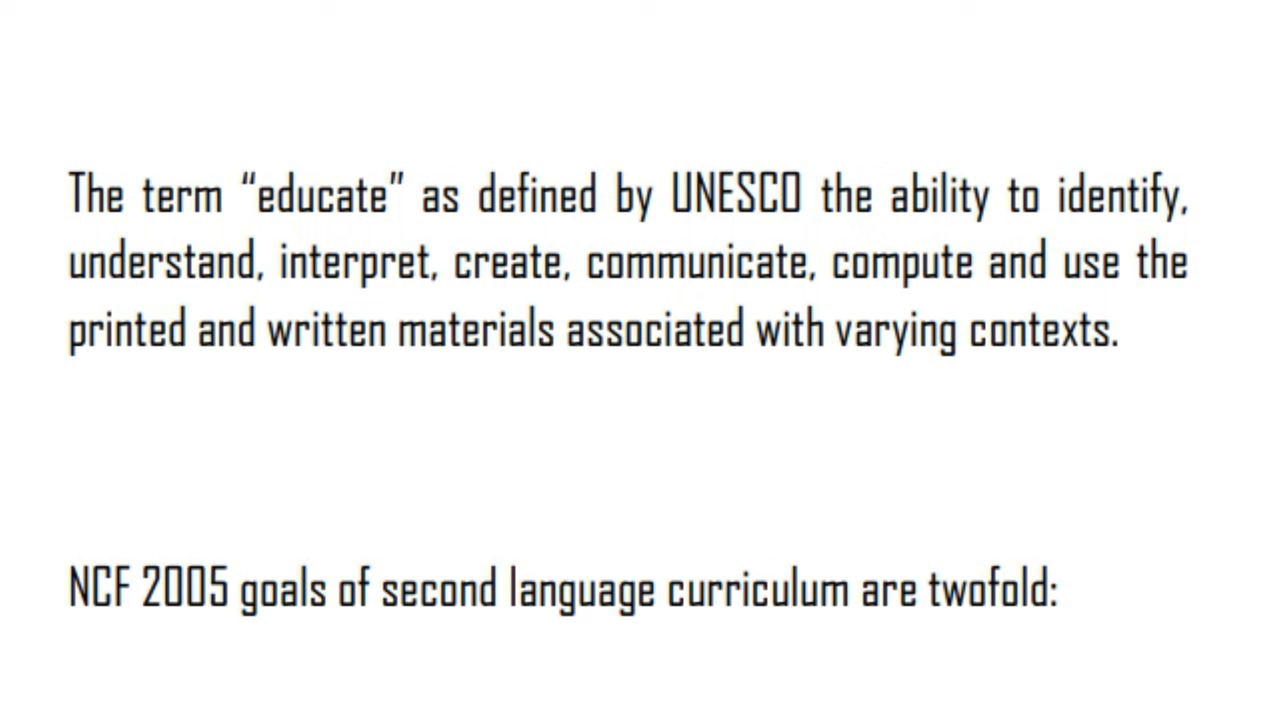 The term “educate” as defined by UNESCO the ability to identify,
understand, interpret, create, communicate, compute and use the
printed and written materials associated with varying contexts.
NCF 2005 goals of second language curriculum are twofold: